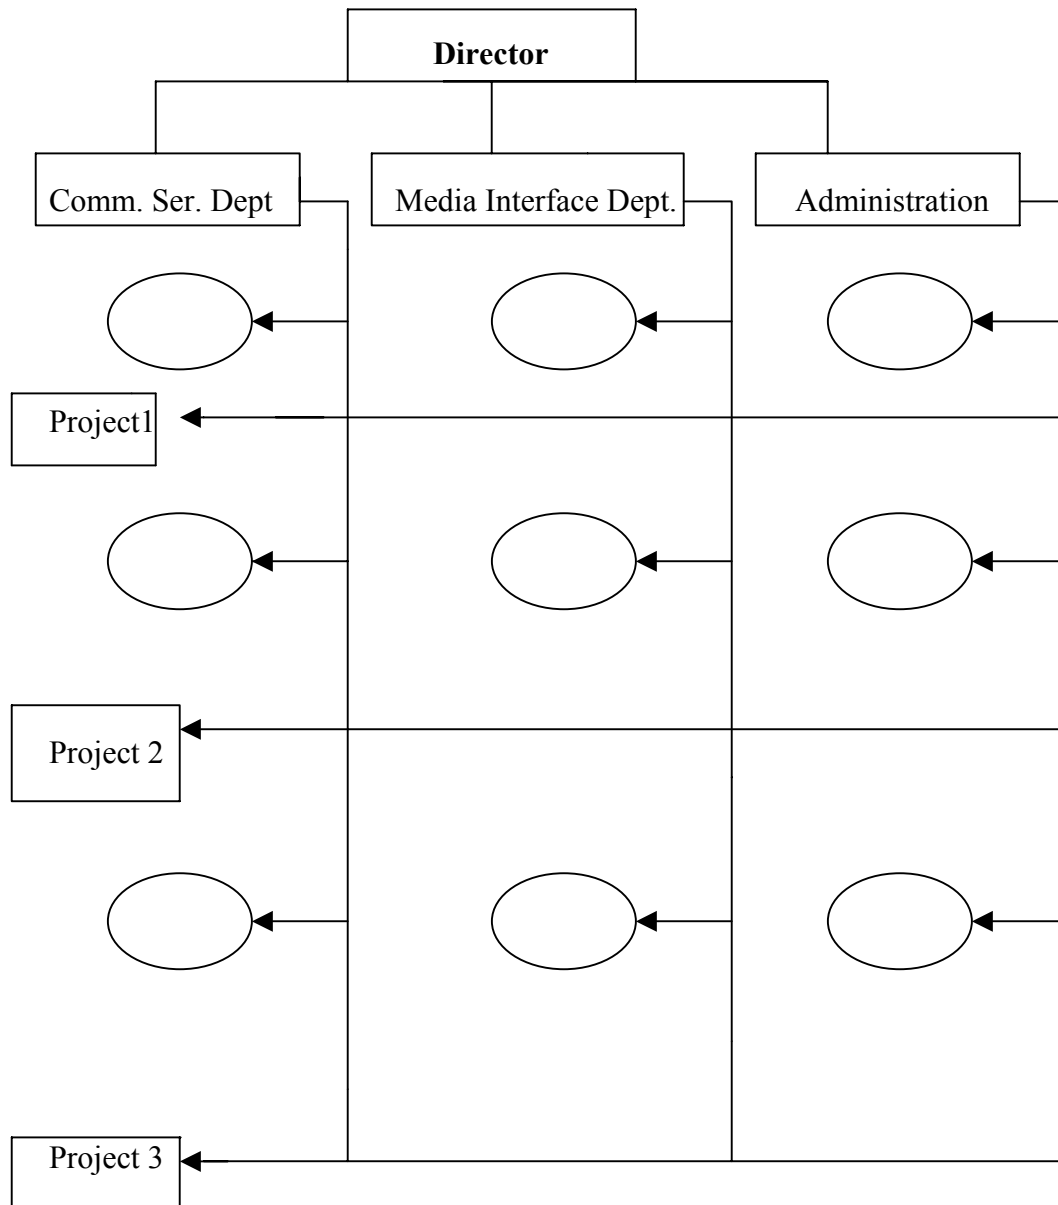 Director
Comm. Ser. Dept
Media Interface Dept.
Administration
Project1
Project 2
Project 3